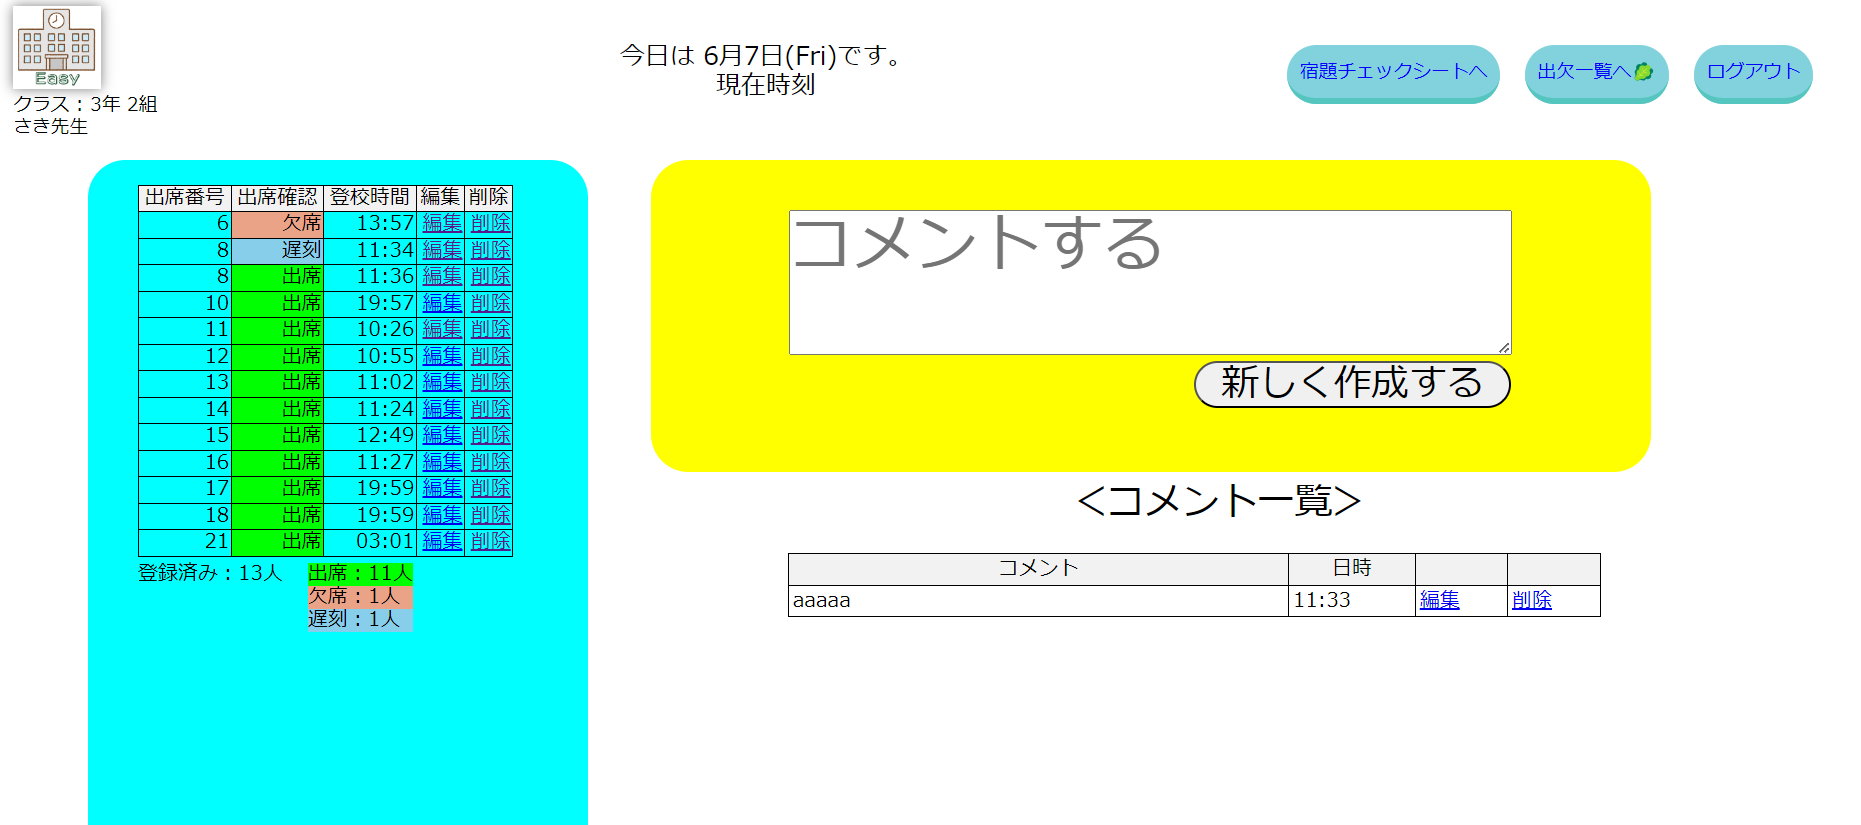 Easy
クラス：3年 2組
さき先生
今日は 6月7日(Fri)です。
現在時刻
宿題チェックシートへ
出欠一覧へ
ログアウト
出席番号 出席確認 登校時間 編集 削除
6 欠席 13:57 編集 削除
8 遅刻 11:34 編集 削除
8 出席 11:36 編集 削除
10 出席 19:57 編集 削除
11 出席 10:26 編集 削除
12 出席 10:55 編集 削除
13 出席 11:02 編集 削除
14 出席 11:24 編集 削除
15 出席 12:49 編集 削除
16 出席 11:27 編集 削除
17 出席 19:59 編集 削除
18 出席 19:59 編集 削除
21 出席 03:01 編集 削除
登録済み：13人
出席：11人
欠席：1人
遅刻：1人
コメントする
新しく作成する
＜コメント一覧＞
コメント 日時
aaaaa 11:33 編集 削除